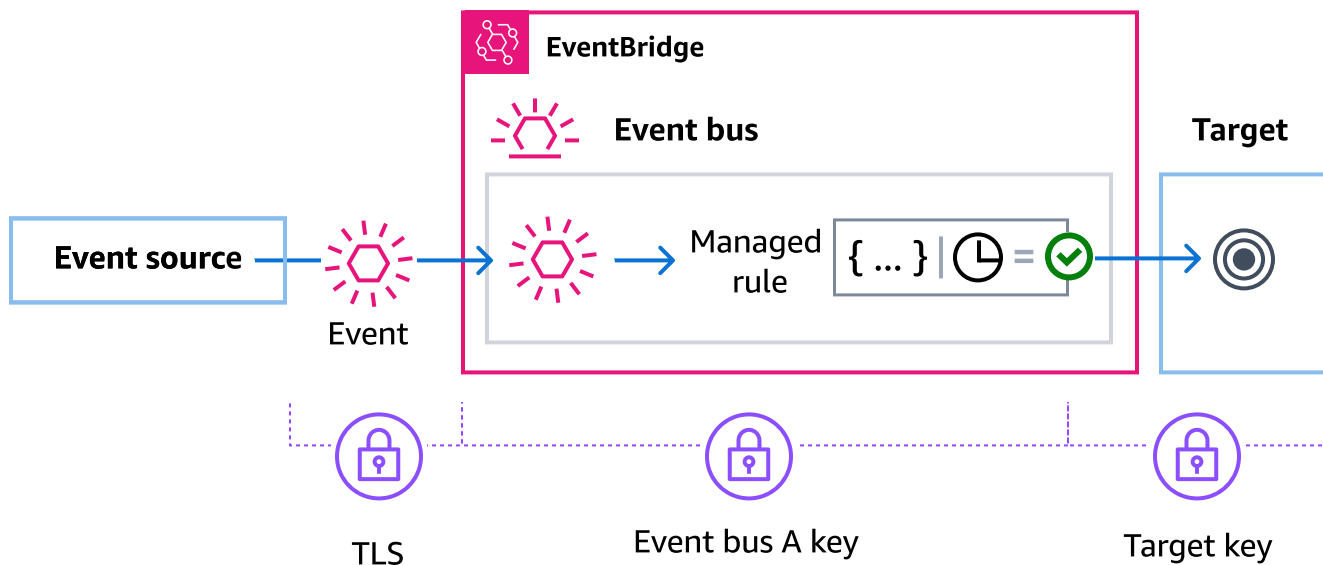 EventBridge
Event bus
Target
Event source
Event
Managed
rule
{ ... } | =
TLS
Event bus A key
Target key